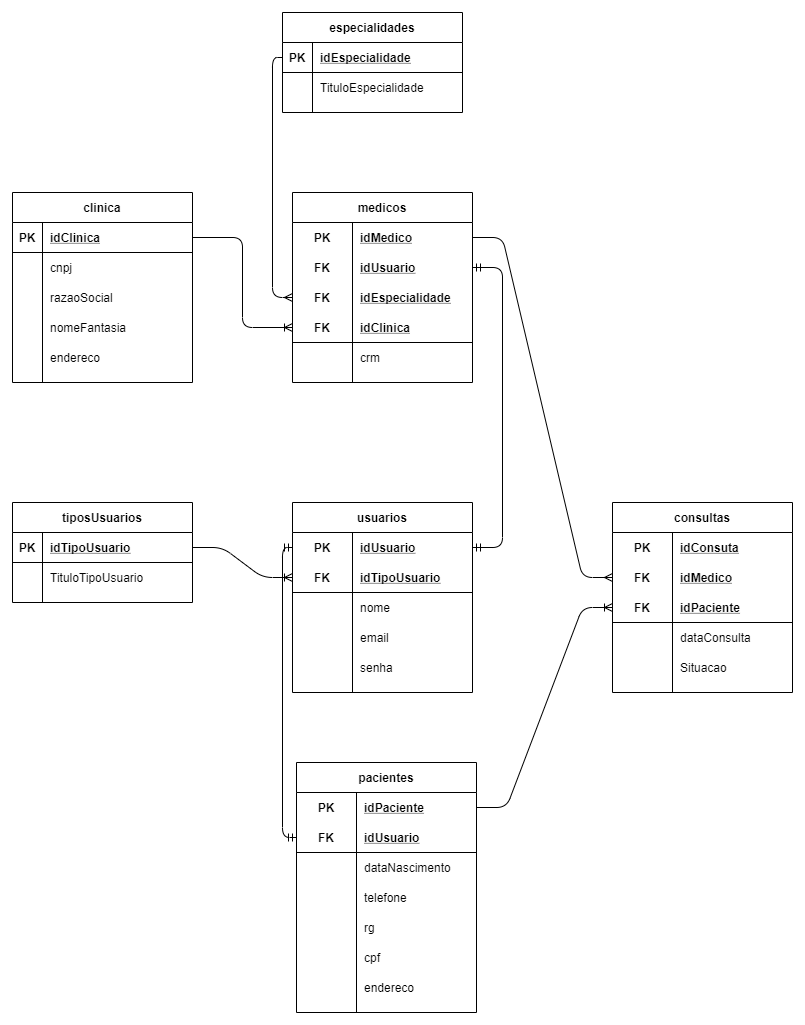 especialidades
PK idEspecialidade
TituloEspecialidade
clinica
PK idClinica
cnpj
razaoSocial
nomeFantasia
endereco
medicos
PK idMedico
FK idUsuario
FK idEspecialidade
FK idClinica
crm
tiposUsuarios
PK idTipoUsuario
TituloTipoUsuario
usuarios
PK idUsuario
FK idTipoUsuario
nome
email
senha
consultas
PK idConsuta
FK idMedico
FK idPaciente
dataConsulta
Situacao
pacientes
PK idPaciente
FK idUsuario
dataNascimento
telefone
rg
cpf
endereco